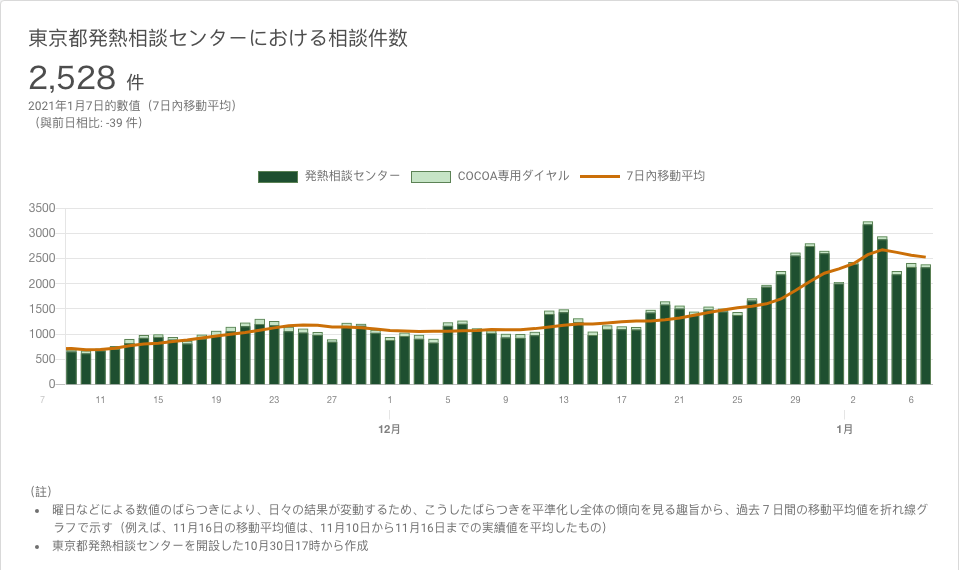 東京都発熱相談センターにおける相談件数
2,528 件
2021年1月7日的數值（7日內移動平均）
（與前日相比: -39 件）
発熱相談センター COCOA専用ダイヤル 7日內移動平均
3500
3000
2500
2000
1500
1000
500
0
7 11 15 19 23 27 1 5 9 13 17 21 25 29 2 6
12月 1月
（註）
• 曜日などによる数値のばらつきにより、日々の結果が変動するため、こうしたばらつきを平準化し全体の傾向を見る趣旨から、過去７日間の移動平均値を折れ線グ
ラフで示す（例えば、11月16日の移動平均値は、11月10日から11月16日までの実績値を平均したもの）
• 東京都発熱相談センターを開設した10月30日17時から作成